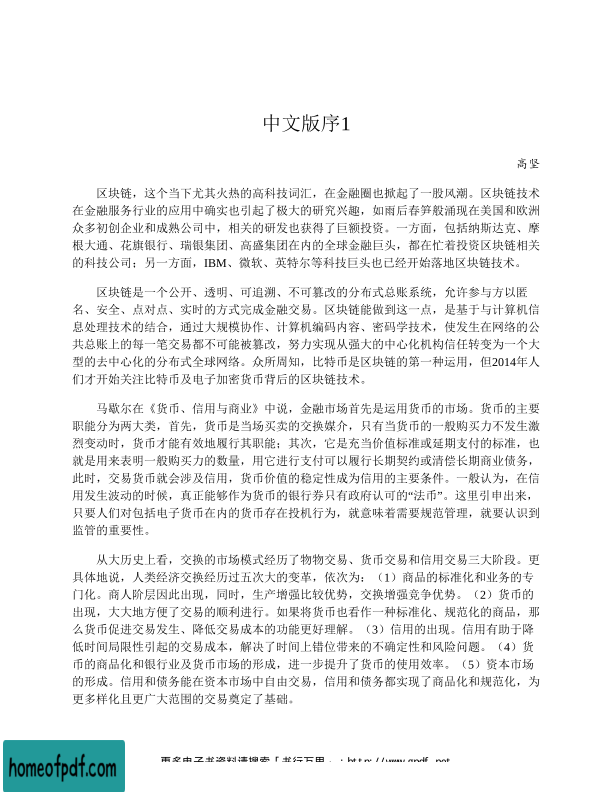 中文版序1
高坚
区块链，这个当下尤其火热的高科技词汇，在金融圈也掀起了一股风潮。区块链技术
在金融服务行业的应用中确实也引起了极大的研究兴趣，如雨后春笋般涌现在美国和欧洲
众多初创企业和成熟公司中，相关的研发也获得了巨额投资。一方面，包括纳斯达克、摩
根大通、花旗银行、瑞银集团、高盛集团在内的全球金融巨头，都在忙着投资区块链相关
的科技公司；另一方面，IBM、微软、英特尔等科技巨头也已经开始落地区块链技术。
区块链是一个公开、透明、可追溯、不可篡改的分布式总账系统，允许参与方以匿
名、安全、点对点、实时的方式完成金融交易。区块链能做到这一点，是基于与计算机信
息处理技术的结合，通过大规模协作、计算机编码内容、密码学技术，使发生在网络的公
共总账上的每一笔交易都不可能被篡改，努力实现从强大的中心化机构信任转变为一个大
型的去中心化的分布式全球网络。众所周知，比特币是区块链的第一种运用，但2014年人
们才开始关注比特币及电子加密货币背后的区块链技术。
马歇尔在《货币、信用与商业》中说，金融市场首先是运用货币的市场。货币的主要
职能分为两大类，首先，货币是当场买卖的交换媒介，只有当货币的一般购买力不发生激
烈变动时，货币才能有效地履行其职能；其次，它是充当价值标准或延期支付的标准，也
就是用来表明一般购买力的数量，用它进行支付可以履行长期契约或清偿长期商业债务，
此时，交易货币就会涉及信用，货币价值的稳定性成为信用的主要条件。一般认为，在信
用发生波动的时候，真正能够作为货币的银行券只有政府认可的“法币”。这里引申出来，
只要人们对包括电子货币在内的货币存在投机行为，就意味着需要规范管理，就要认识到
监管的重要性。
从大历史上看，交换的市场模式经历了物物交易、货币交易和信用交易三大阶段。更
具体地说，人类经济交换经历过五次大的变革，依次为：（1）商品的标准化和业务的专
门化。商人阶层因此出现，同时，生产增强比较优势，交换增强竞争优势。（2）货币的
出现，大大地方便了交易的顺利进行。如果将货币也看作一种标准化、规范化的商品，那
么货币促进交易发生、降低交易成本的功能更好理解。（3）信用的出现。信用有助于降
低时间局限性引起的交易成本，解决了时间上错位带来的不确定性和风险问题。（4）货
币的商品化和银行业及货币市场的形成，进一步提升了货币的使用效率。（5）资本市场
的形成。信用和债务能在资本市场中自由交易，信用和债务都实现了商品化和规范化，为
更多样化且更广大范围的交易奠定了基础。
更多电子书资料请搜索「书行万里」：http://www.gpdf.net
homeofpdf.com